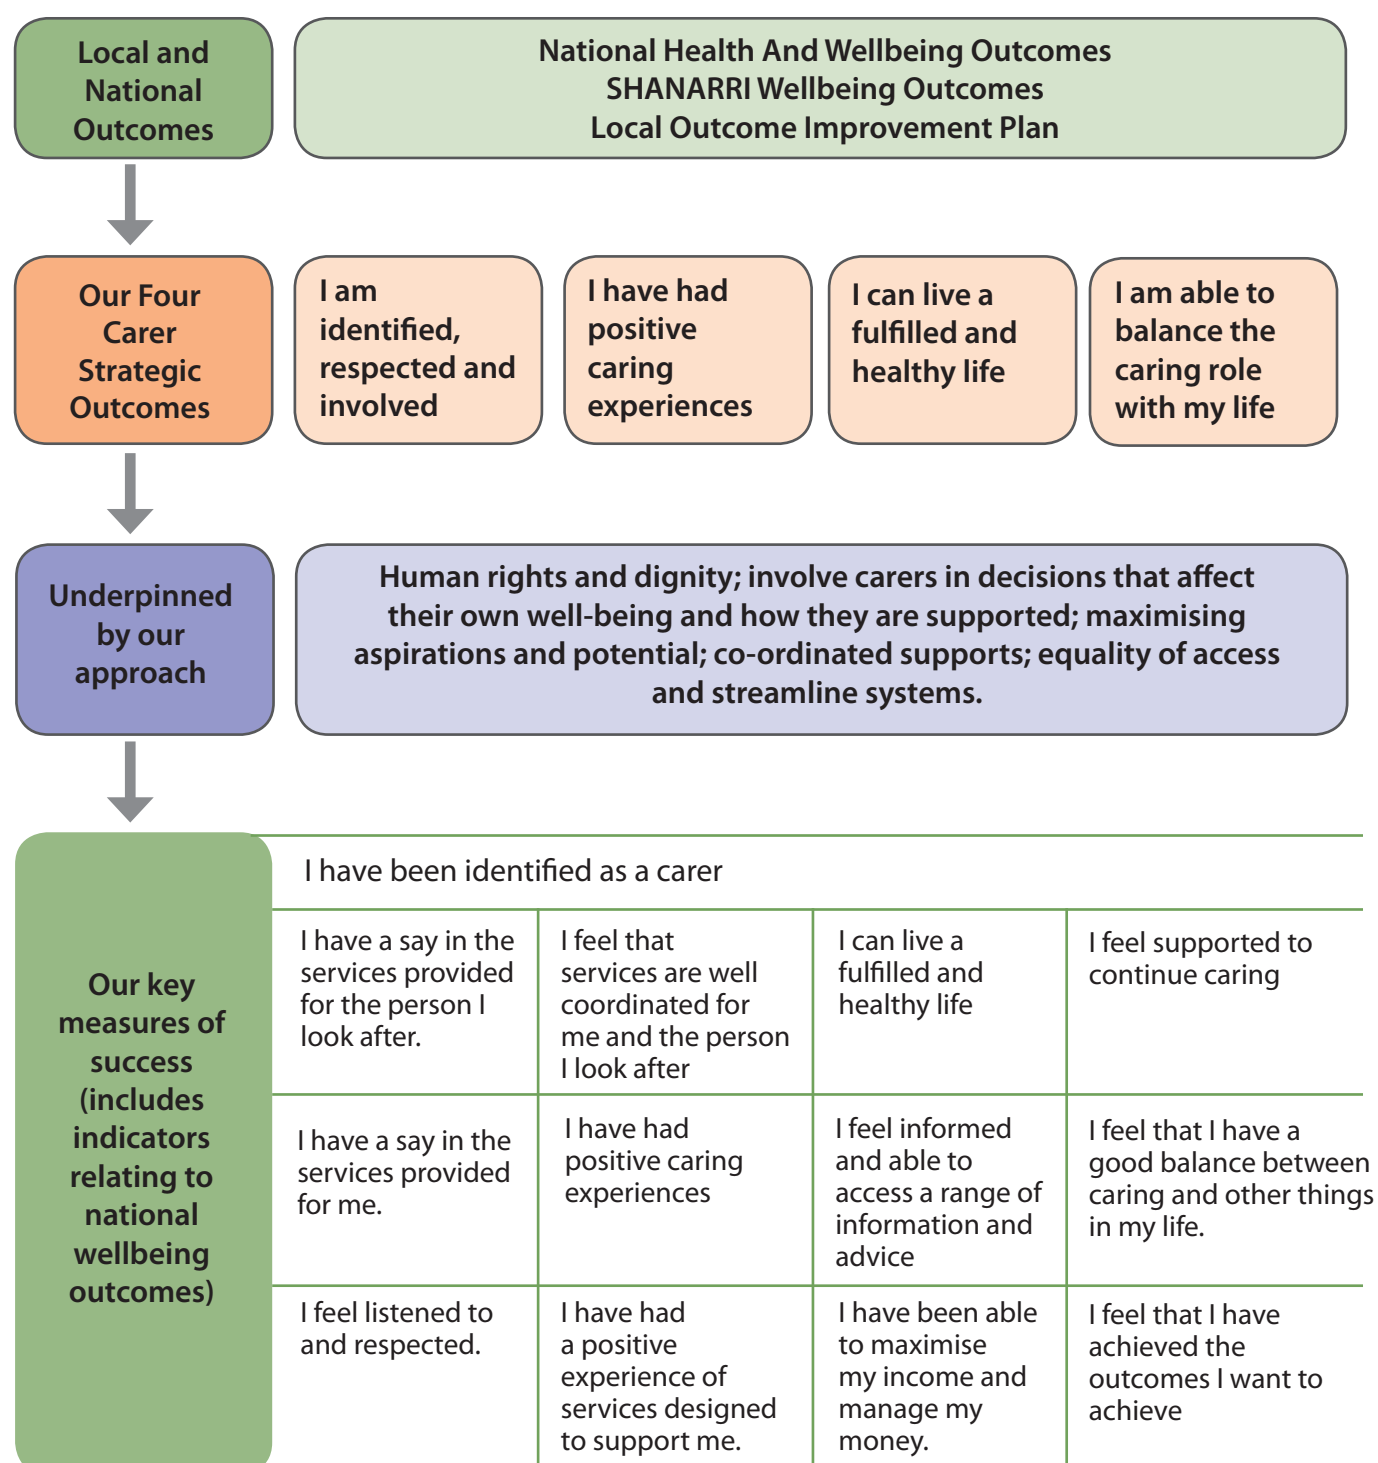 Local and
National
Outcomes
National Health And Wellbeing Outcomes
SHANARRI Wellbeing Outcomes
Local Outcome Improvement Plan
Our Four
Carer
Strategic
Outcomes
I am
identified,
respected and
involved
I have had
positive
caring
experiences
I can live a
fulfilled and
healthy life
I am able to
balance the
caring role
with my life
Underpinned
by our
approach
Human rights and dignity; involve carers in decisions that affect
their own well-being and how they are supported; maximising
aspirations and potential; co-ordinated supports; equality of access
and streamline systems.
Our key
measures of
success
(includes
indicators
relating to
national
wellbeing
outcomes)
I have been identified as a carer
I have a say in the
services provided
for the person I
look after.
I feel that
services are well
coordinated for
me and the person
I look after
I can live a
fulfilled and
healthy life
I feel supported to
continue caring
I have a say in the
services provided
for me.
I have had
positive caring
experiences
I feel informed
and able to
access a range of
information and
advice
I feel that I have a
good balance between
caring and other things
in my life.
I feel listened to
and respected.
I have had
a positive
experience of
services designed
to support me.
I have been able
to maximise
my income and
manage my
money.
I feel that I have
achieved the
outcomes I want to
achieve